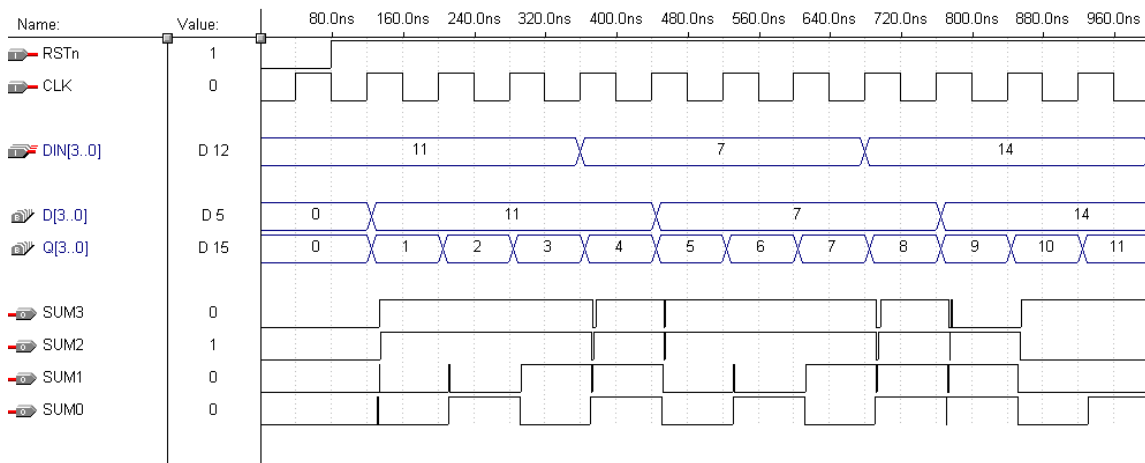 Name: Value: 80.0ns 160.0ns 240.0ns 320.0ns 400.0ns 480.0ns 560.0ns 640.0ns 720.0ns 800.0ns 880.0ns 960.0ns
RSTn 1
CLK 0
DIN[3..0] D 12 11 7 14
D[3..0] D 5 0 11 7 14
Q[3..0] D 15 0 1 2 3 4 5 6 7 8 9 10 11
SUM3 0
SUM2 1
SUM1 0
SUM0 0